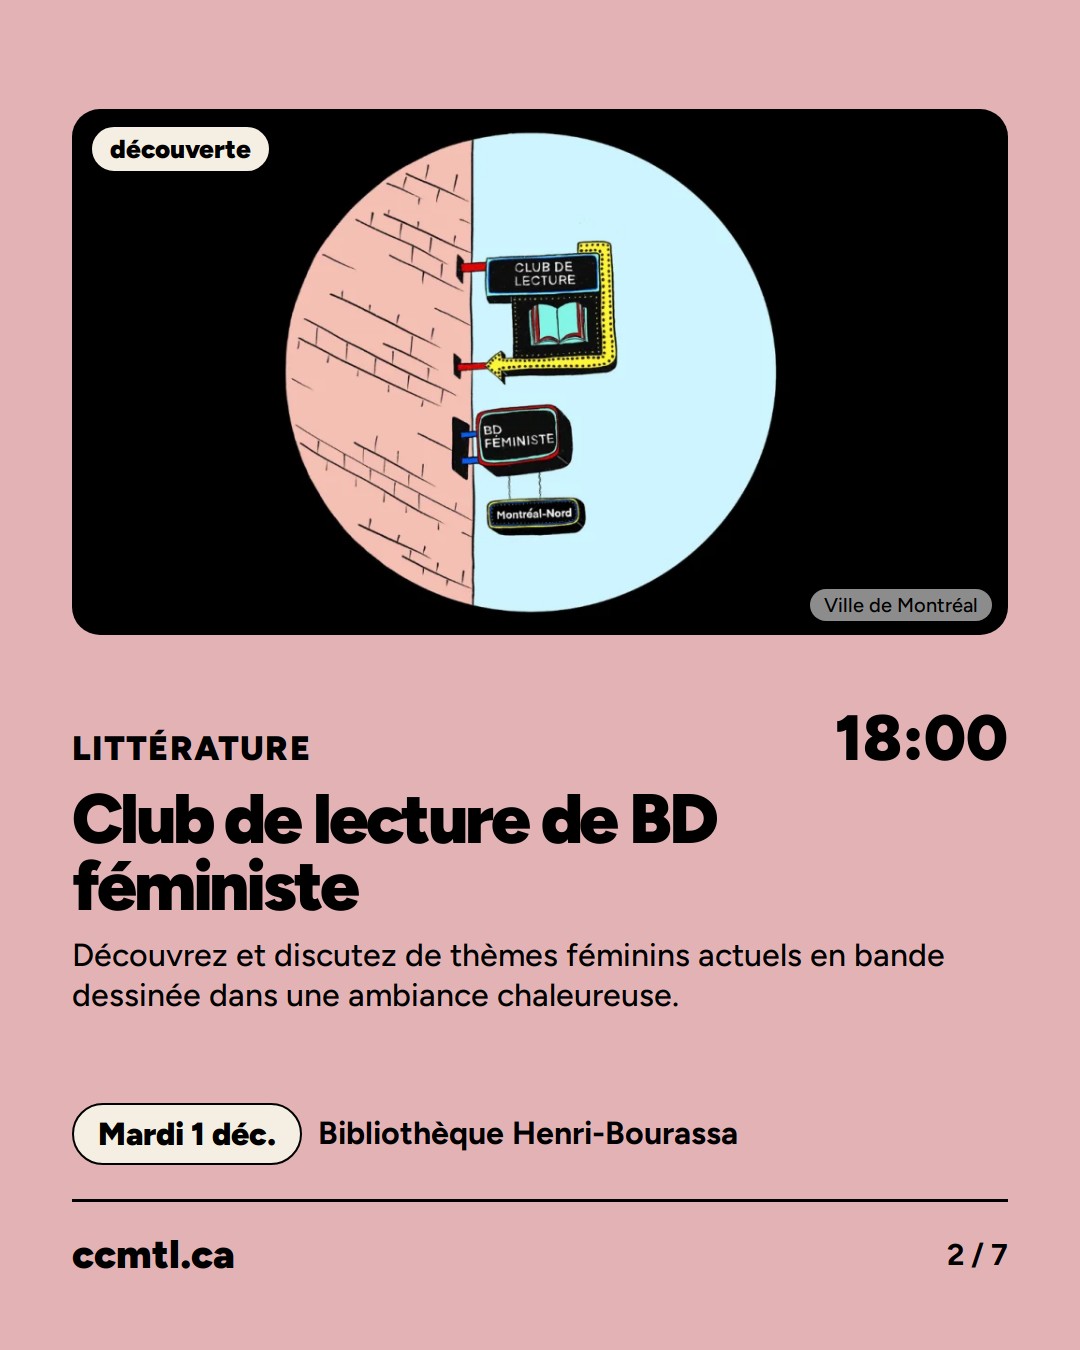 découverte
CLUB DE
LECTURE
BD
FÉMINISTE
Montréal-Nord
Ville de Montréal
LITTÉRATURE
18:00
Club de lecture de BD
féministe
Découvrez et discutez de thèmes féminins actuels en bande
dessinée dans une ambiance chaleureuse.
Mardi 1 déc.
Bibliothèque Henri-Bourassa
ccmtl.ca
2 / 7